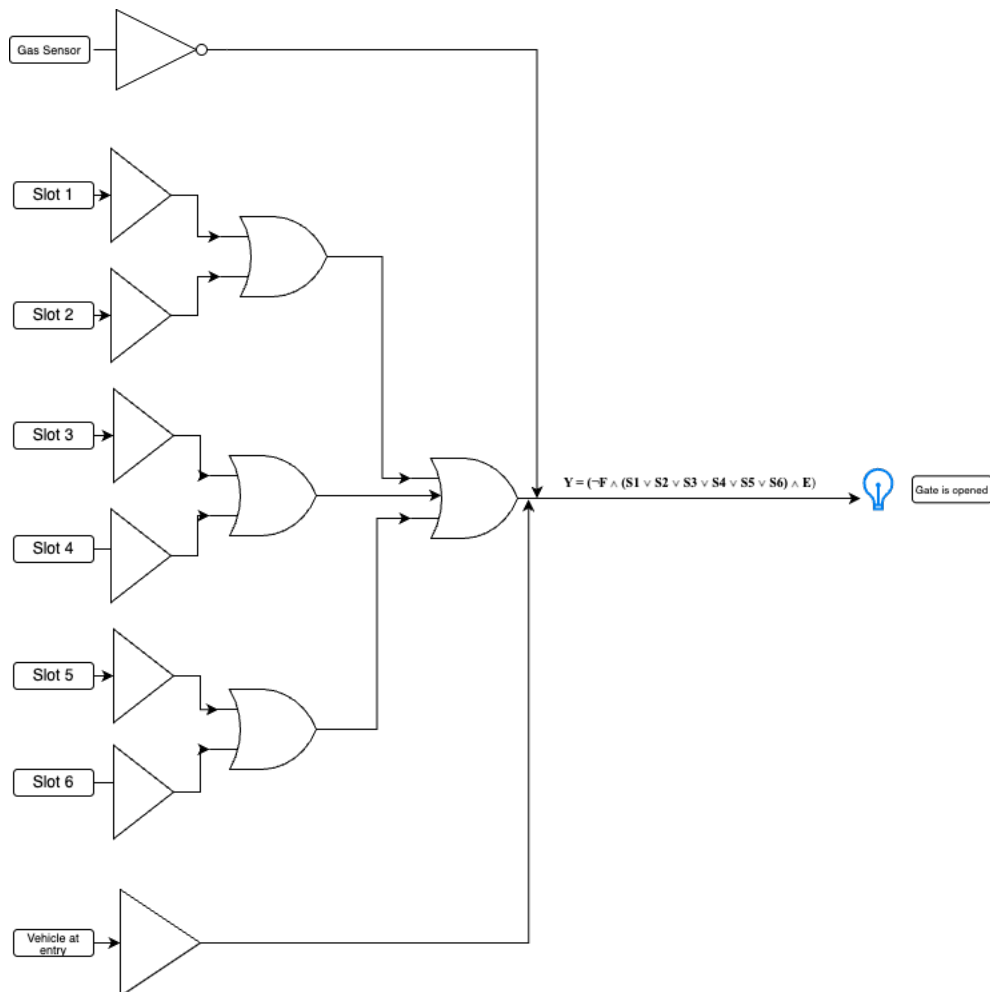 Gas Sensor
Slot 1
Slot 2
Slot 3
Slot 4
Y = (¬F ∧ (S1 ∨ S2 ∨ S3 ∨ S4 ∨ S5 ∨ S6) ∧ E)
Gate is opened
Slot 5
Slot 6
Vehicle at
entry